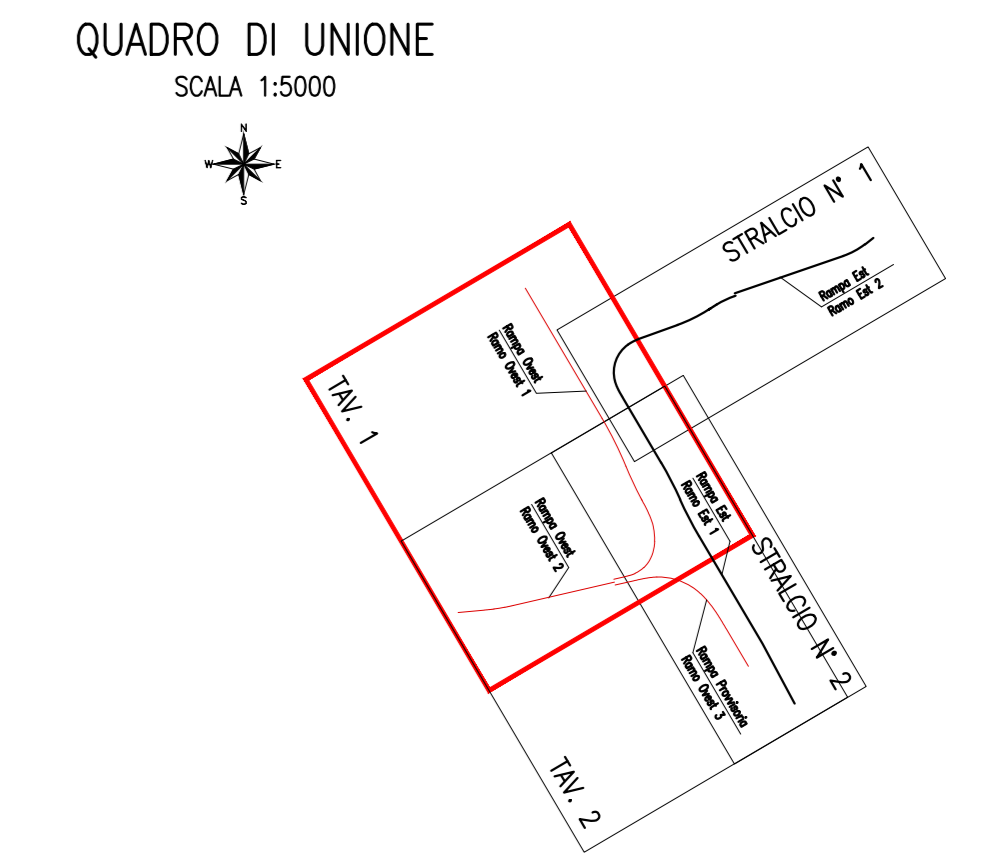 QUADRO DI UNIONE
SCALA 1:5000
N
W E
S
STRALCIO N° 1
Rampa Est
Ramo Est 2
Rampa Ovest
Ramo Ovest 1
TAV. 1
Rampa Est
Ramo Est 1
Rampa Ovest
Ramo Ovest 2
STRALCIO N° 2
Rampa Provvisoria
Ramo Ovest 3
TAV. 2